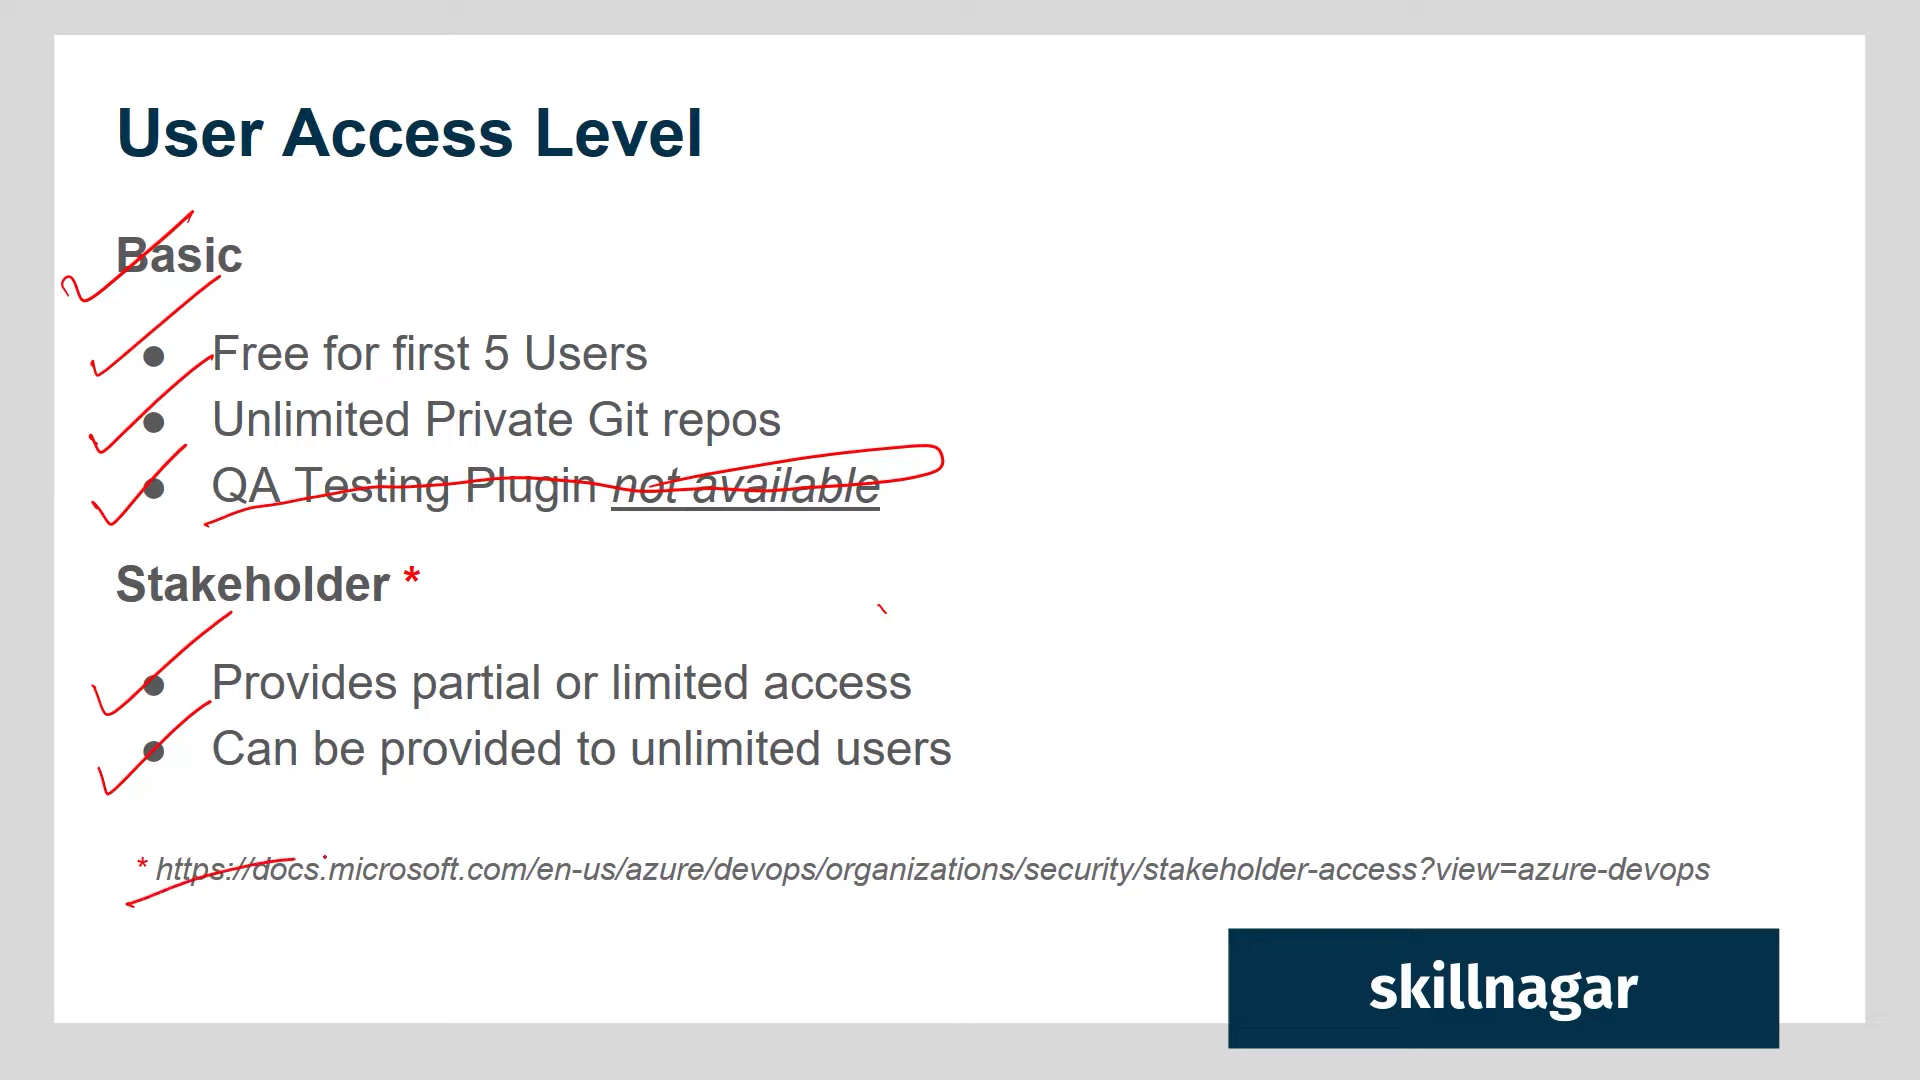 User Access Level
Basic
● Free for first 5 Users
● Unlimited Private Git repos
● QA Testing Plugin not available
Stakeholder *
● Provides partial or limited access
● Can be provided to unlimited users
* https://docs.microsoft.com/en-us/azure/devops/organizations/security/stakeholder-access?view=azure-devops
skillnagar